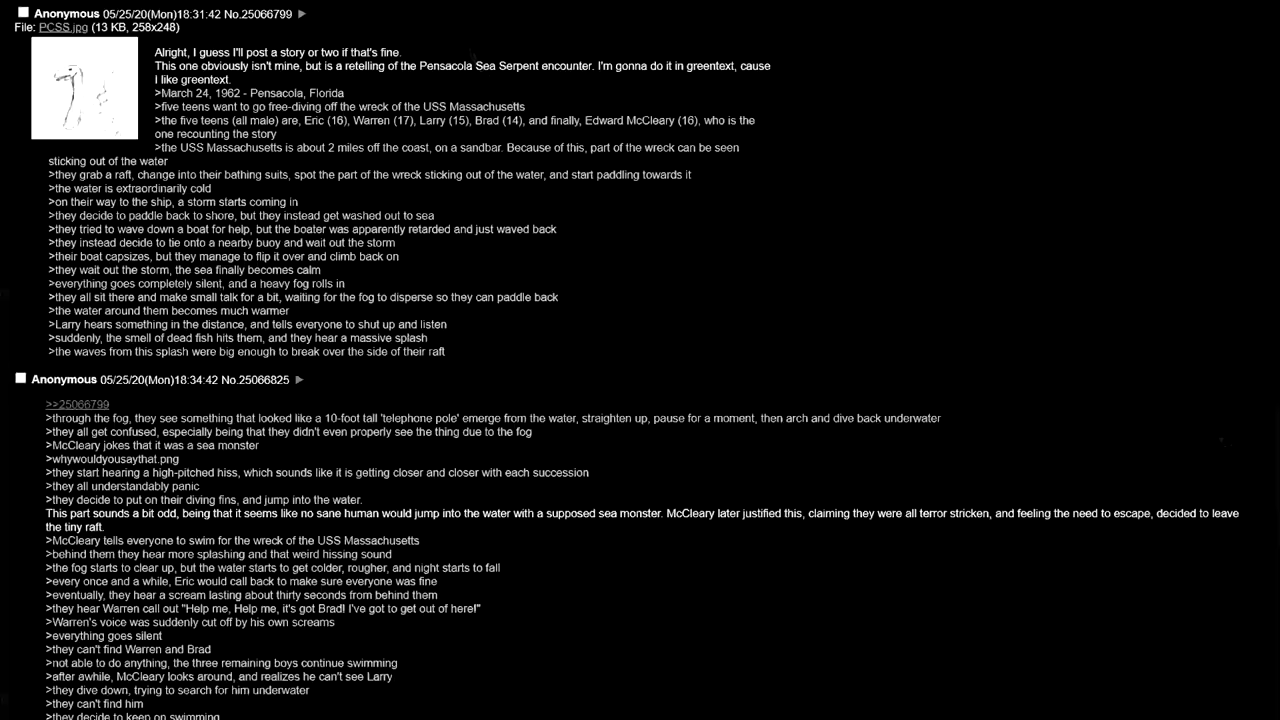 Anonymous 05/25/20(Mon)18:31:42 No.25066799 ▶
File: PCSS.jpg (13 KB, 258x248)
Alright, I guess I'll post a story or two if that's fine.
This one obviously isn't mine, but is a retelling of the Pensacola Sea Serpent encounter. I'm gonna do it in greentext, cause
I like greentext.
>March 24, 1962 - Pensacola, Florida
>five teens want to go free-diving off the wreck of the USS Massachusetts
>the five teens (all male) are, Eric (16), Warren (17), Larry (15), Brad (14), and finally, Edward McCleary (16), who is the
one recounting the story
>the USS Massachusetts is about 2 miles off the coast, on a sandbar. Because of this, part of the wreck can be seen
sticking out of the water
>they grab a raft, change into their bathing suits, spot the part of the wreck sticking out of the water, and start paddling towards it
>the water is extraordinarily cold
>on their way to the ship, a storm starts coming in
>they decide to paddle back to shore, but they instead get washed out to sea
>they tried to wave down a boat for help, but the boater was apparently retarded and just waved back
>they instead decide to tie onto a nearby buoy and wait out the storm
>their boat capsizes, but they manage to flip it over and climb back on
>they wait out the storm, the sea finally becomes calm
>everything goes completely silent, and a heavy fog rolls in
>they all sit there and make small talk for a bit, waiting for the fog to disperse so they can paddle back
>the water around them becomes much warmer
>Larry hears something in the distance, and tells everyone to shut up and listen
>suddenly, the smell of dead fish hits them, and they hear a massive splash
>the waves from this splash were big enough to break over the side of their raft
Anonymous 05/25/20(Mon)18:34:42 No.25066825 ▶
>>25066799
>through the fog, they see something that looked like a 10-foot tall 'telephone pole' emerge from the water, straighten up, pause for a moment, then arch and dive back underwater
>they all get confused, especially being that they didn't even properly see the thing due to the fog
>McCleary jokes that it was a sea monster
>whywouldyousaythat.png
>they start hearing a high-pitched hiss, which sounds like it is getting closer and closer with each succession
>they all understandably panic
>they decide to put on their diving fins, and jump into the water.
This part sounds a bit odd, being that it seems like no sane human would jump into the water with a supposed sea monster. McCleary later justified this, claiming they were all terror stricken, and feeling the need to escape, decided to leave
the tiny raft.
>McCleary tells everyone to swim for the wreck of the USS Massachusetts
>behind them they hear more splashing and that weird hissing sound
>the fog starts to clear up, but the water starts to get colder, rougher, and night starts to fall
>every once and a while, Eric would call back to make sure everyone was fine
>eventually, they hear a scream lasting about thirty seconds from behind them
>they hear Warren call out "Help me, Help me, it's got Brad! I've got to get out of here!"
>Warren's voice was suddenly cut off by his own screams
>everything goes silent
>they can't find Warren and Brad
>not able to do anything, the three remaining boys continue swimming
>after awhile, McCleary looks around, and realizes he can't see Larry
>they dive down, trying to search for him underwater
>they can't find him
>they decide to keep on swimming